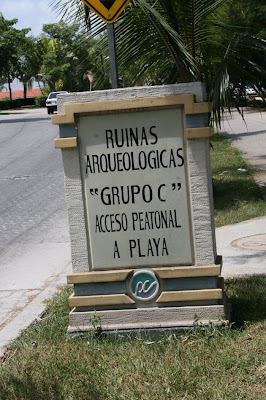 RUINAS
ARQUEOLOGICAS
"GRUPO C"
ACCESO PEATONAL
A PLAYA